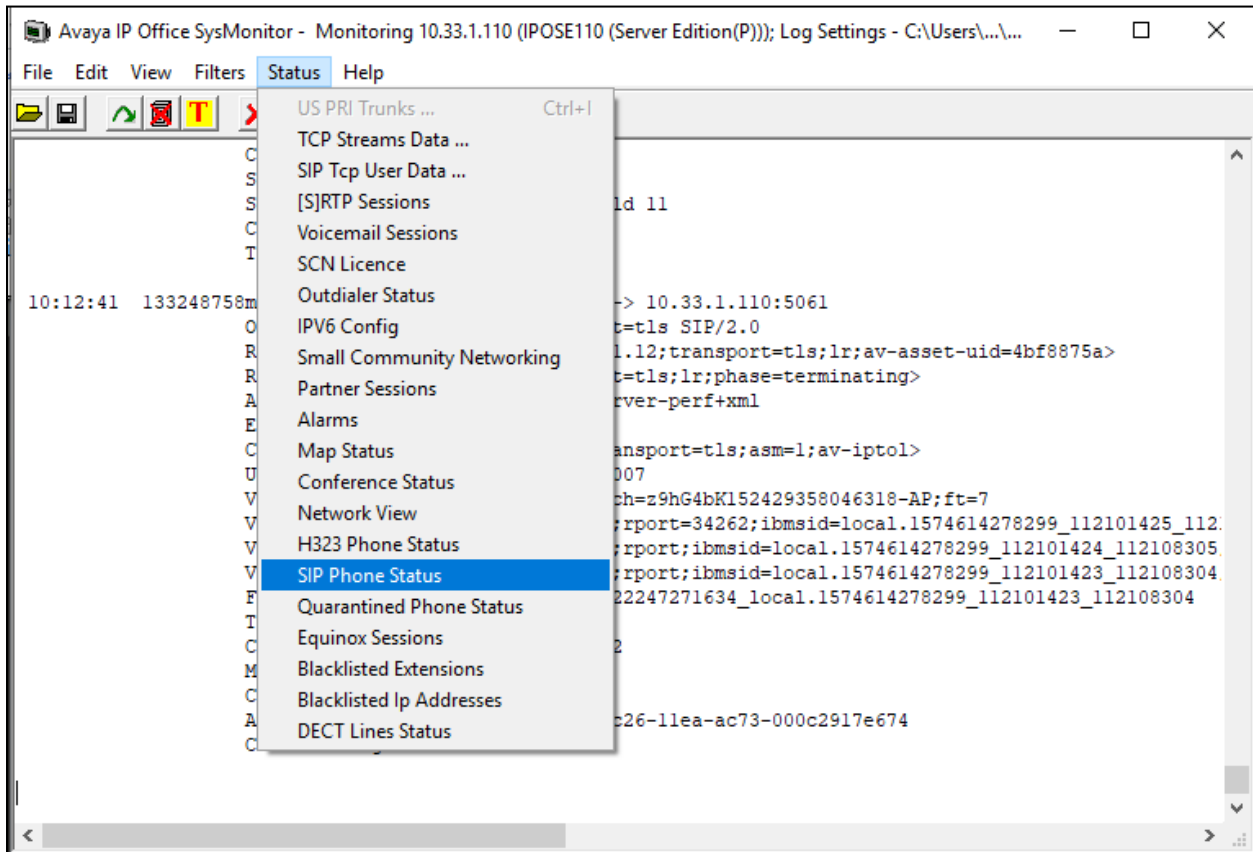 Avaya IP Office SysMonitor - Monitoring 10.33.1.110 (IPOSE110 (Server Edition(P))); Log Settings - C:\Users\...\...
File Edit View Filters Status Help
T
US PRI Trunks ... Ctrl+I
TCP Streams Data ...
SIP Tcp User Data ...
[S]RTP Sessions
Voicemail Sessions
SCN Licence
Outdialer Status
IPV6 Config
Small Community Networking
Partner Sessions
Alarms
Map Status
Conference Status
Network View
H323 Phone Status
SIP Phone Status
Quarantined Phone Status
Equinox Sessions
Blacklisted Extensions
Blacklisted Ip Addresses
DECT Lines Status
C
S
S ld 11
C
T
10:12:41 133248758m -> 10.33.1.110:5061
O t=tls SIP/2.0
R 1.12;transport=tls;lr;av-asset-uid=4bf8875a>
R t=tls;lr;phase=terminating>
A rver-perf+xml
E
C ansport=tls;asm=1;av-iptol>
U 007
V ch=z9hG4bK152429358046318-AP;ft=7
V ;rport=34262;ibmsid=local.1574614278299_112101425_112
V ;rport;ibmsid=local.1574614278299_112101424_112108305
V ;rport;ibmsid=local.1574614278299_112101423_112108304
F 22247271634_local.1574614278299_112101423_112108304
T
C 2
M
C
A c26-11ea-ac73-000c2917e674
C